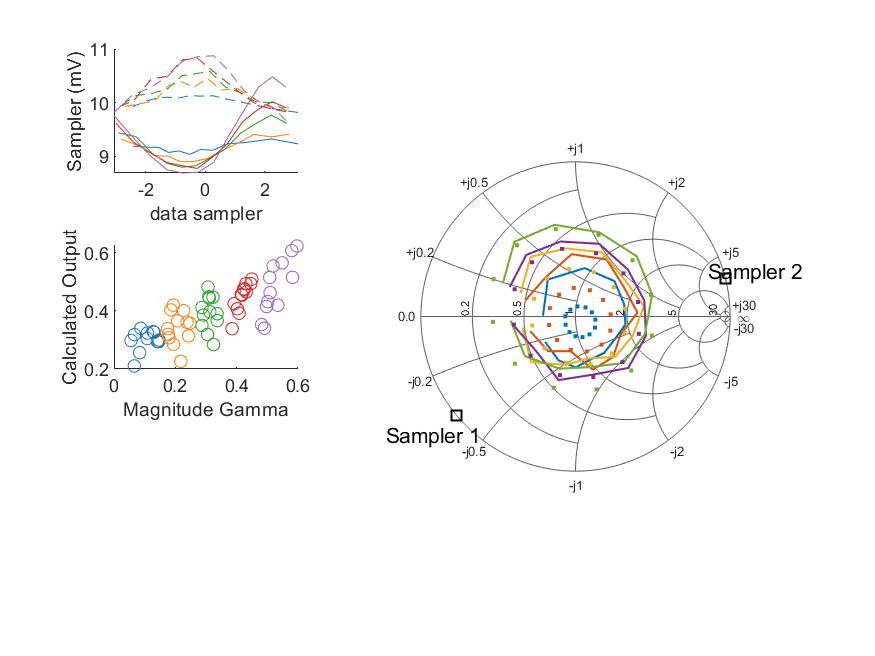 11
10
9
Sampler (mV)
-2 0 2
data sampler
0.6
0.4
0.2
Calculated Output
0 0.2 0.4 0.6
Magnitude Gamma
+j1
+j0.5
+j2
+j0.2
+j5
Sampler 2
0.0
0.2
0.5
1
2
5
30
+j30
∞
-j30
-j0.2
-j5
Sampler 1
-j0.5
-j2
-j1